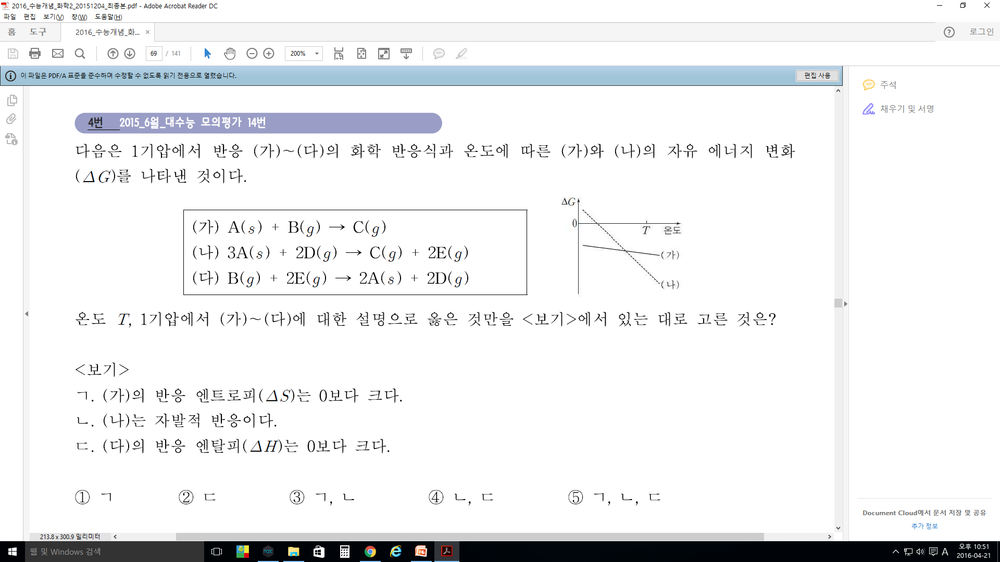 2016_수능개념_화학2_20151204_최종본.pdf - Adobe Acrobat Reader DC
파일 편집 보기(V) 창(W) 도움말(H)
홈 도구 2016_수능개념_화... × 로그인
69 / 141 200%
이 파일은 PDF/A 표준을 준수하며 수정할 수 없도록 읽기 전용으로 열렸습니다. 편집 사용
주석
채우기 및 서명
4번 2015_6월_대수능 모의평가 14번
다음은 1기압에서 반응 (가)~(다)의 화학 반응식과 온도에 따른 (가)와 (나)의 자유 에너지 변화
(ΔG)를 나타낸 것이다.
(가) A(s) + B(g) → C(g)
(나) 3A(s) + 2D(g) → C(g) + 2E(g)
(다) B(g) + 2E(g) → 2A(s) + 2D(g)
ΔG
0
T 온도
(가)
(나)
온도 T, 1기압에서 (가)~(다)에 대한 설명으로 옳은 것만을 <보기>에서 있는 대로 고른 것은?
<보기>
ㄱ. (가)의 반응 엔트로피(ΔS)는 0보다 크다.
ㄴ. (나)는 자발적 반응이다.
ㄷ. (다)의 반응 엔탈피(ΔH)는 0보다 크다.
① ㄱ ② ㄷ ③ ㄱ, ㄴ ④ ㄴ, ㄷ ⑤ ㄱ, ㄴ, ㄷ
Document Cloud에서 문서 저장 및 공유
추가 정보
213.8 x 300.9 밀리미터
웹 및 Windows 검색
nox
A
오후 10:51
2016-04-21